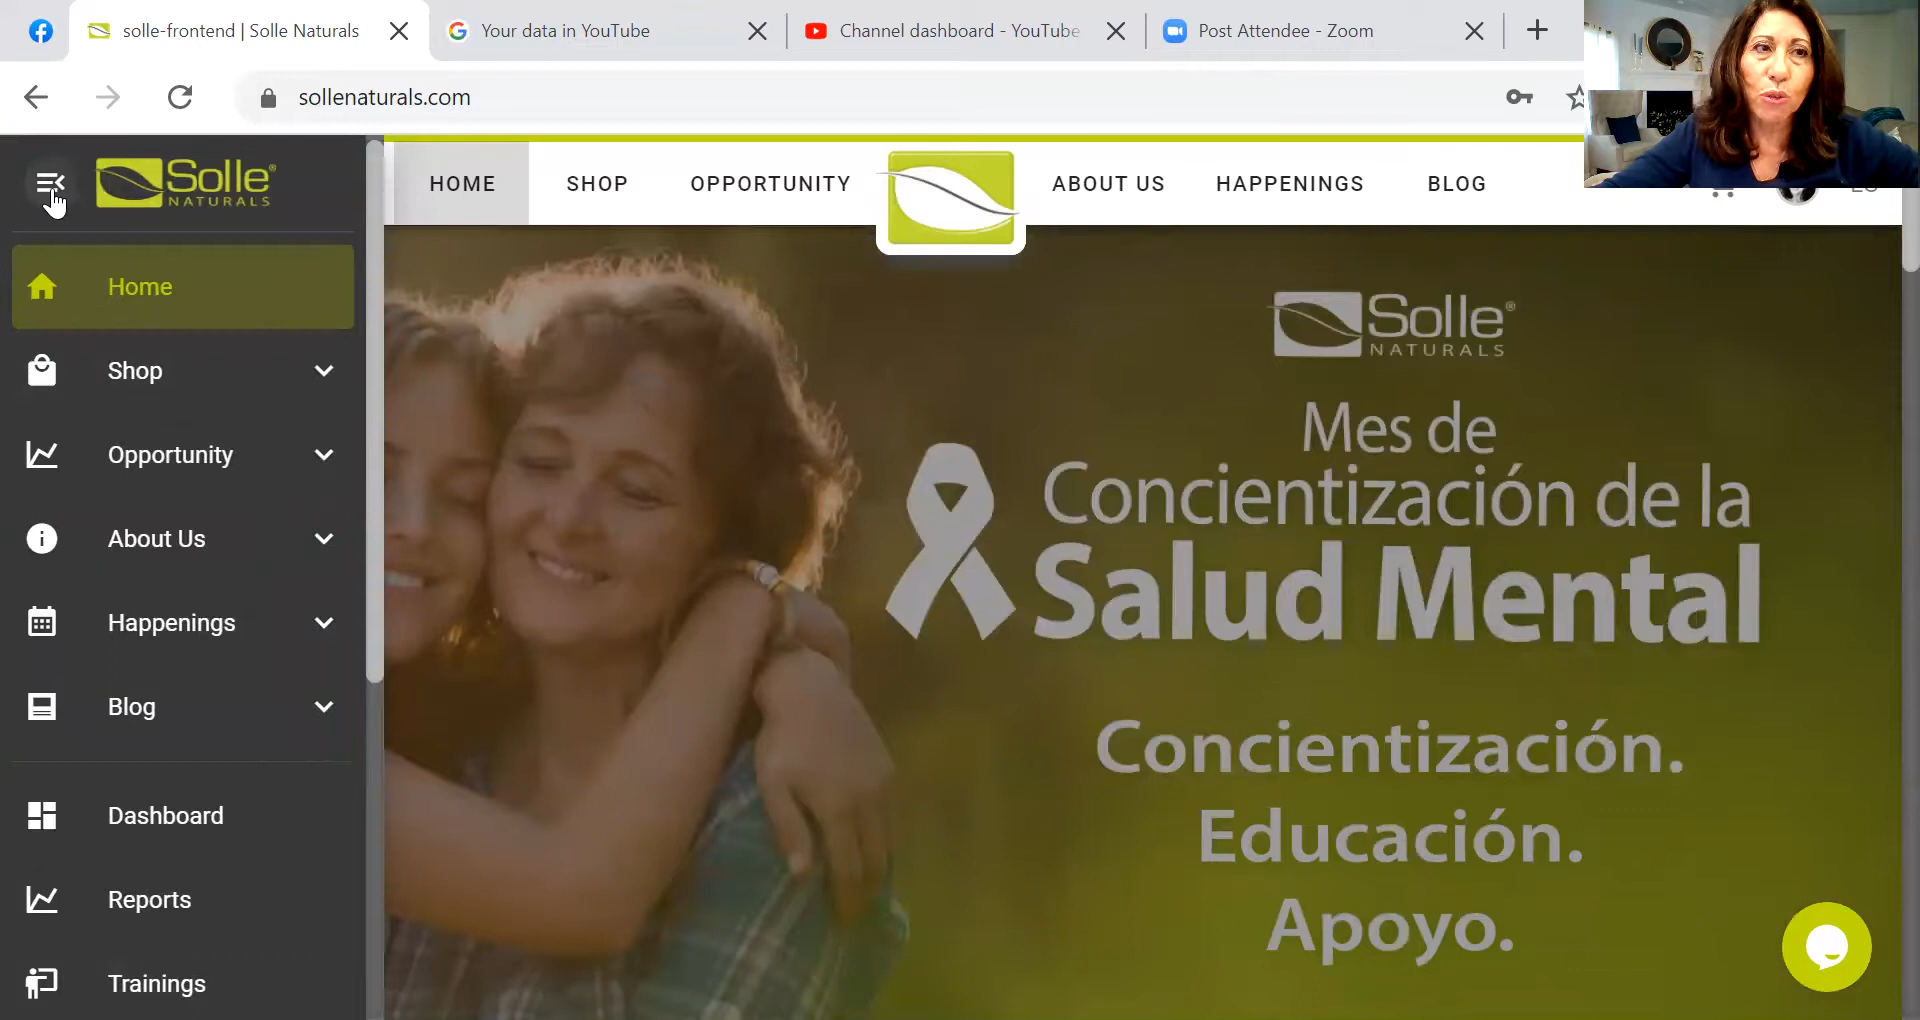 solle-frontend | Solle Naturals
Your data in YouTube
Channel dashboard - YouTube
Post Attendee - Zoom
sollenaturals.com
Solle®
NATURALS
HOME
SHOP
OPPORTUNITY
ABOUT US
HAPPENINGS
BLOG
Home
Shop
Opportunity
About Us
Happenings
Blog
Dashboard
Reports
Trainings
Solle®
NATURALS
Mes de
Concientización de la
Salud Mental
Concientización.
Educación.
Apoyo.